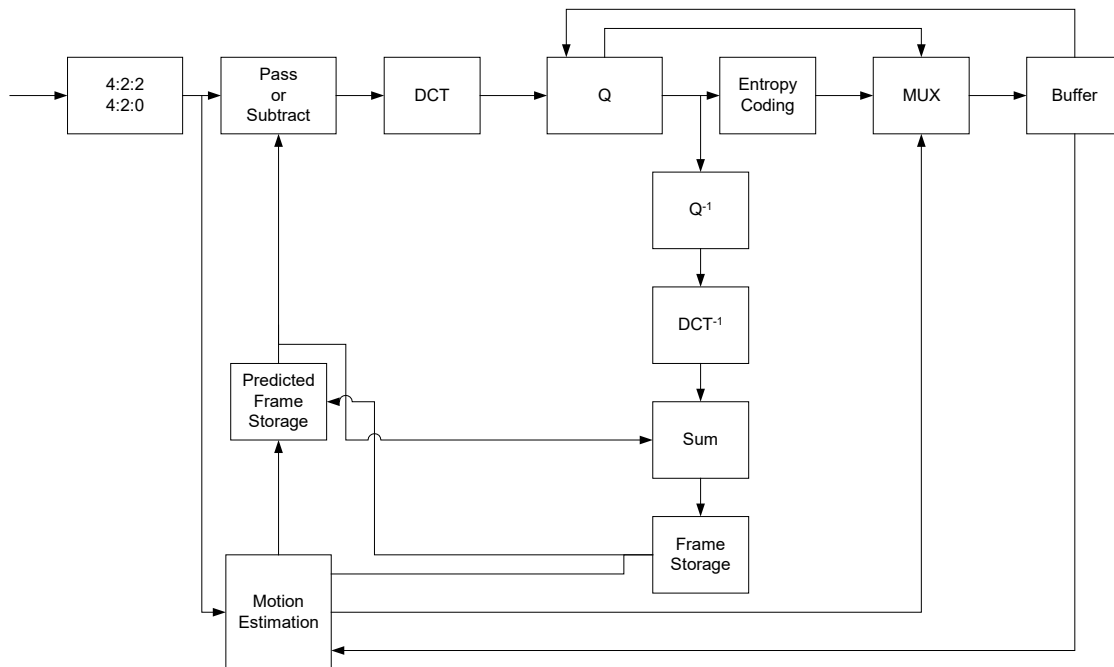 4:2:2
4:2:0
Pass
or
Subtract
DCT
Q
Entropy
Coding
MUX
Buffer
Q⁻¹
DCT⁻¹
Predicted
Frame
Storage
Sum
Frame
Storage
Motion
Estimation